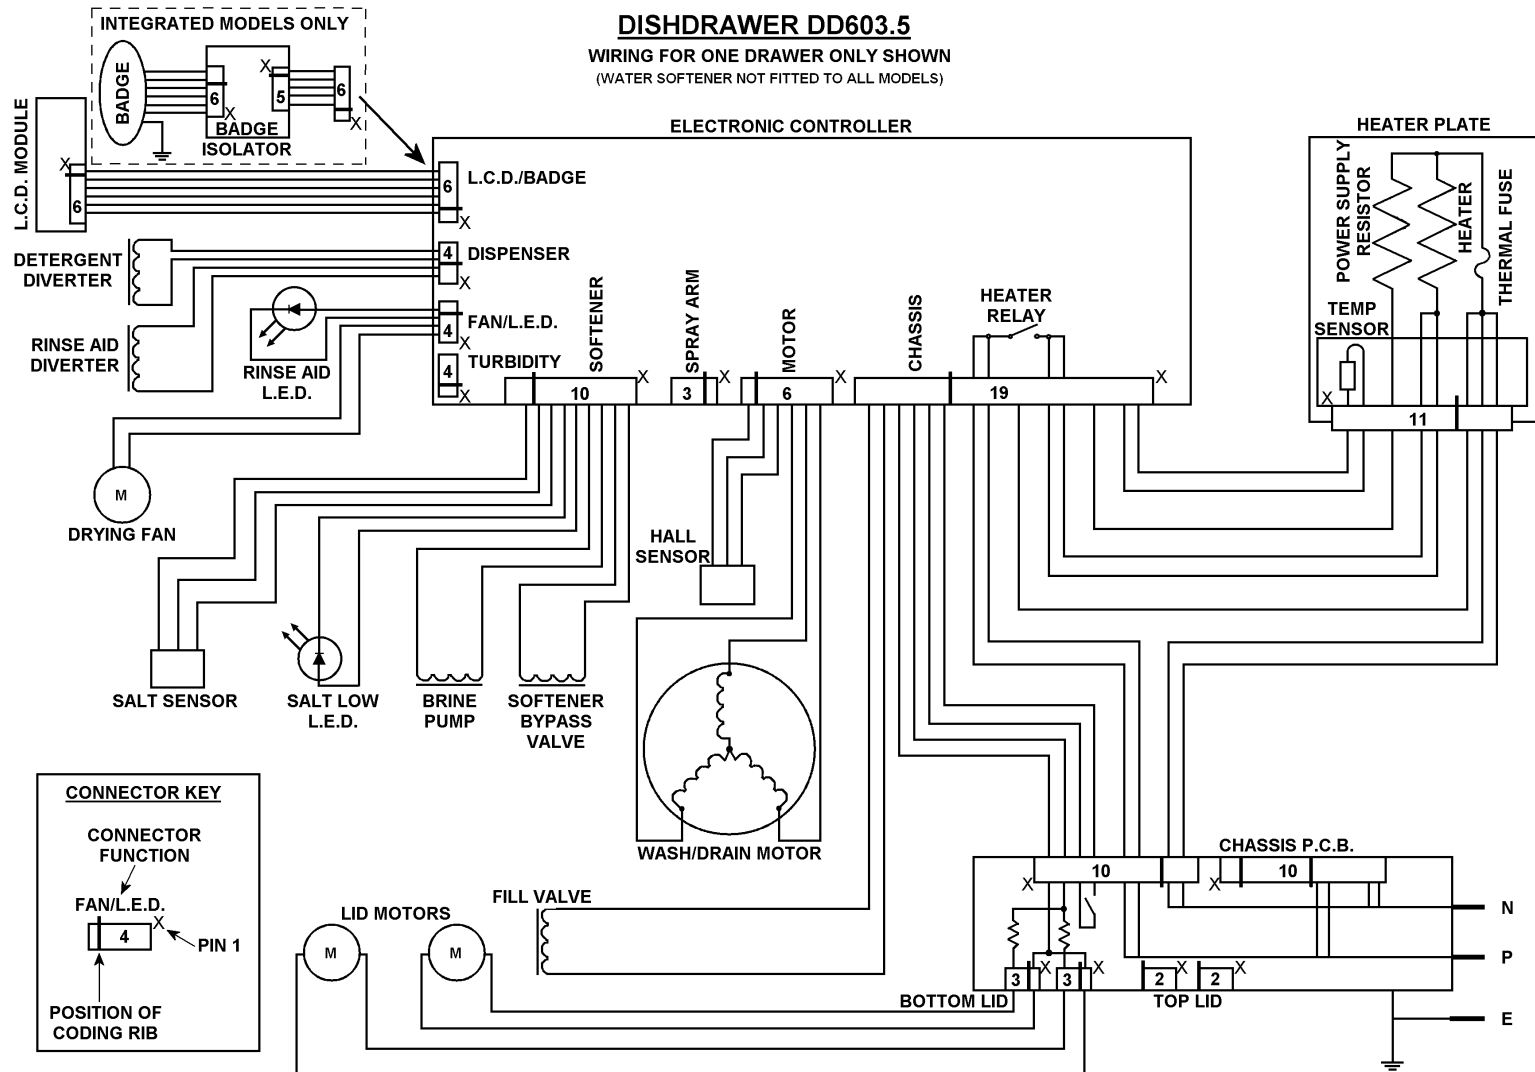 DISHDRAWER DD603.5
WIRING FOR ONE DRAWER ONLY SHOWN
(WATER SOFTENER NOT FITTED TO ALL MODELS)
INTEGRATED MODELS ONLY
BADGE
6
X
X
5
6
X
BADGE
ISOLATOR
L.C.D. MODULE
X
6
ELECTRONIC CONTROLLER
6
L.C.D./BADGE
X
DETERGENT
DIVERTER
4
DISPENSER
X
RINSE AID
DIVERTER
RINSE AID
L.E.D.
4
FAN/L.E.D.
X
4
TURBIDITY
X
SOFTENER
10
X
SPRAY ARM
3
X
MOTOR
6
X
CHASSIS
19
X
HEATER
RELAY
HEATER PLATE
POWER SUPPLY
RESISTOR
HEATER
THERMAL FUSE
TEMP
SENSOR
X
11
M
DRYING FAN
HALL
SENSOR
SALT SENSOR
SALT LOW
L.E.D.
BRINE
PUMP
SOFTENER
BYPASS
VALVE
WASH/DRAIN MOTOR
CONNECTOR KEY
CONNECTOR
FUNCTION
FAN/L.E.D.
X
4
PIN 1
POSITION OF
CODING RIB
LID MOTORS
M
M
FILL VALVE
CHASSIS P.C.B.
X
10
X
10
N
P
E
3
X
3
X
2
X
2
X
BOTTOM LID
TOP LID